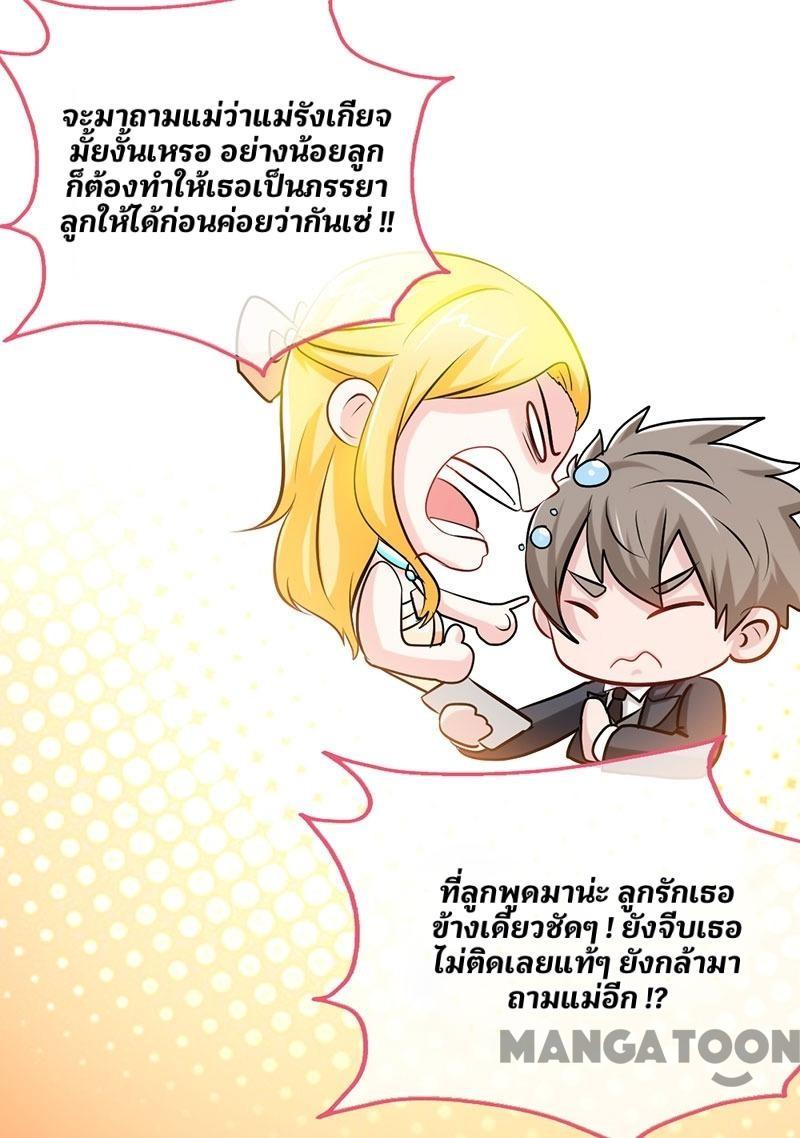 จะมาถามแม่ว่าแม่รังเกียจ
มั้ยงั้นเหรอ อย่างน้อยลูก
ก็ต้องทำให้เธอเป็นภรรยา
ลูกให้ได้ก่อนค่อยว่ากันเซ่ !!
ที่ลูกพูดมาน่ะ ลูกรักเธอ
ข้างเดียวชัดๆ ! ยังจีบเธอ
ไม่ติดเลยแท้ๆ ยังกล้ามา
ถามแม่อีก !?
MANGATOON